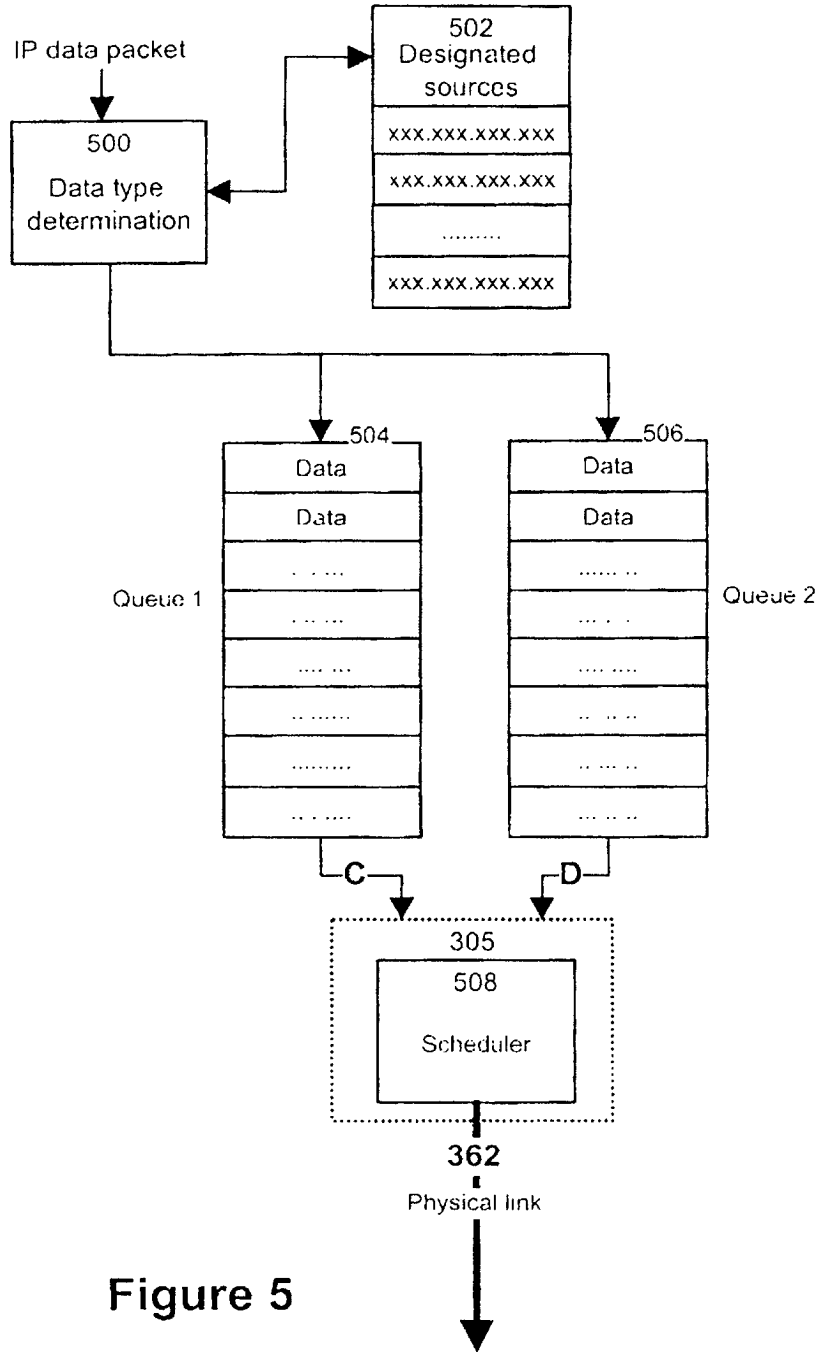 IP data packet
502
Designated
sources
xxx.xxx.xxx.xxx
xxx.xxx.xxx.xxx
.........
xxx.xxx.xxx.xxx
500
Data type
determination
504
Data
Data
. . ...
. .. ...
.... ...
.. ......
.........
.. . ....
Queue 1
506
Data
Data
...... ..
... . .
.... ....
.. .. ..
.. ... ..
... .. ..
Queue 2
C
D
305
508
Scheduler
362
Physical link
Figure 5